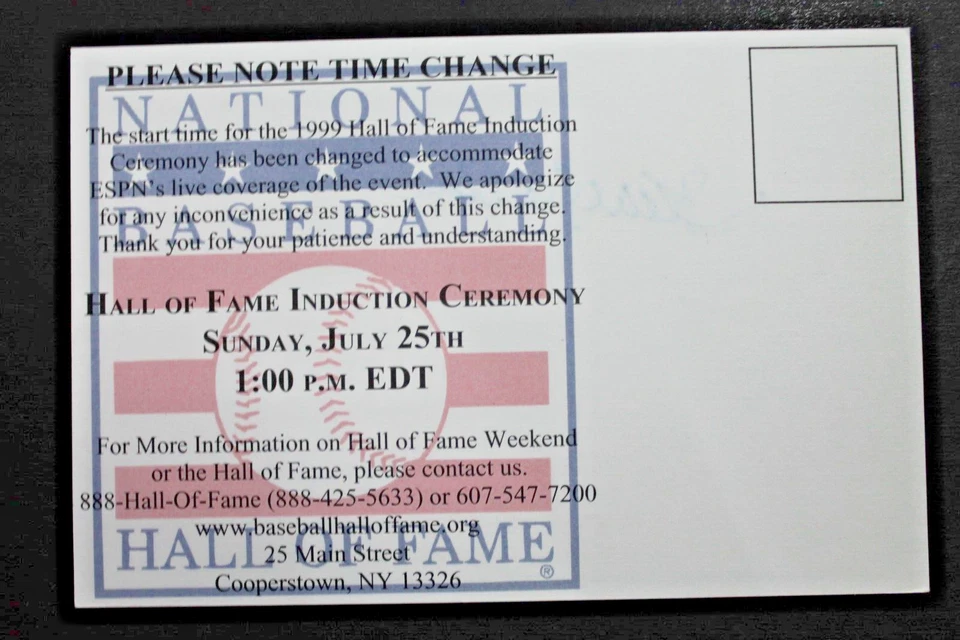 PLEASE NOTE TIME CHANGE
NATIONAL
The start time for the 1999 Hall of Fame Induction
Ceremony has been changed to accommodate
ESPN's live coverage of the event. We apologize
for any inconvenience as a result of this change.
BASEBALL
Thank you for your patience and understanding.
HALL OF FAME INDUCTION CEREMONY
SUNDAY, JULY 25TH
1:00 P.M. EDT
For More Information on Hall of Fame Weekend
or the Hall of Fame, please contact us.
888-Hall-Of-Fame (888-425-5633) or 607-547-7200
www.baseballhalloffame.org
HALL OF FAME
25 Main Street
Cooperstown, NY 13326
®